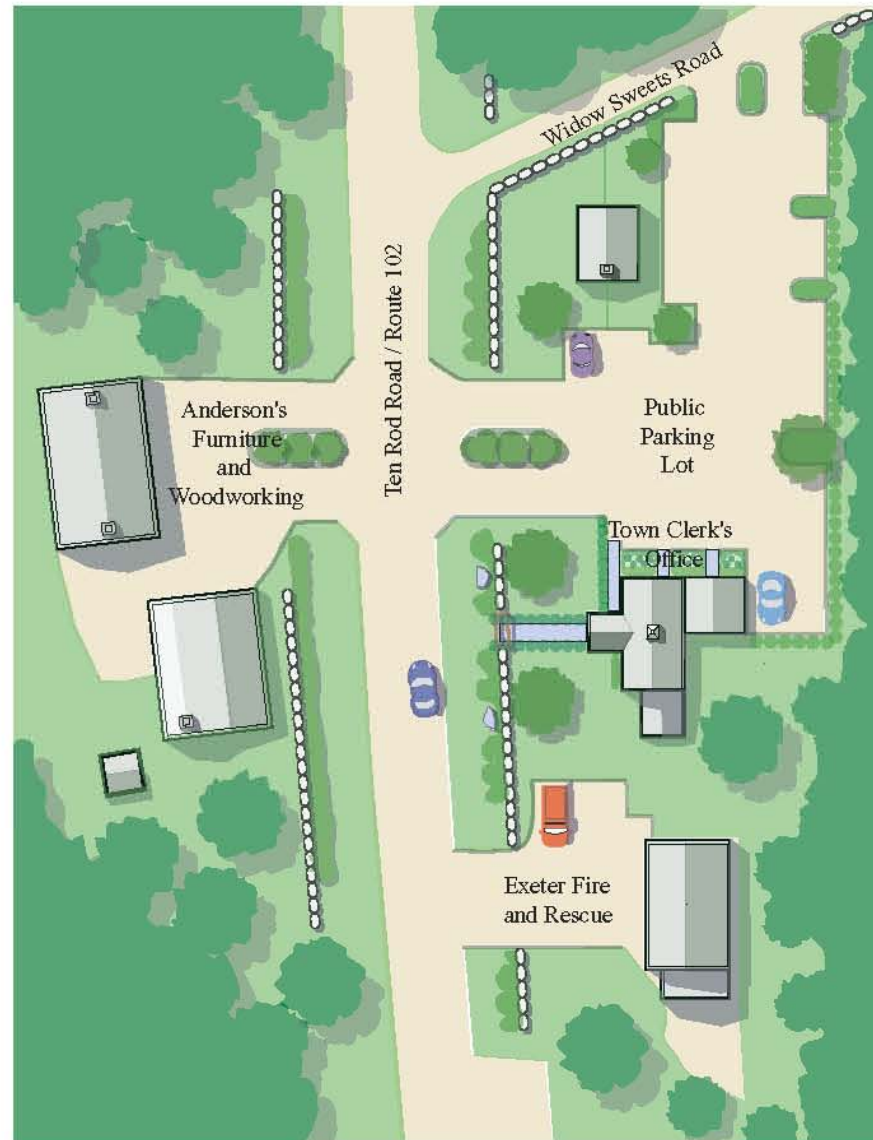 Widow Sweets Road
Ten Rod Road / Route 102
Anderson's
Furniture
and
Woodworking
Public
Parking
Lot
Town Clerk's
Office
Exeter Fire
and Rescue